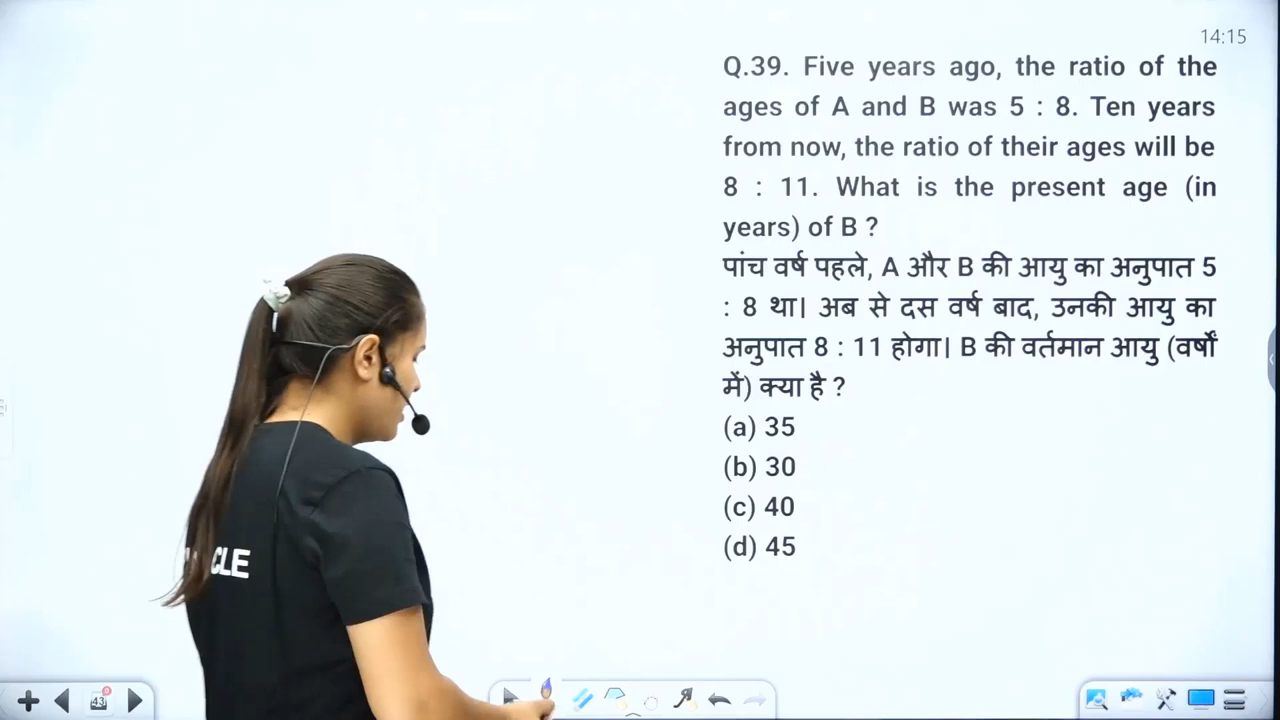 14:15
Q.39. Five years ago, the ratio of the
ages of A and B was 5 : 8. Ten years
from now, the ratio of their ages will be
8 : 11. What is the present age (in
years) of B ?
पांच वर्ष पहले, A और B की आयु का अनुपात 5
: 8 था। अब से दस वर्ष बाद, उनकी आयु का
अनुपात 8 : 11 होगा। B की वर्तमान आयु (वर्षों
में) क्या है ?
(a) 35
(b) 30
(c) 40
(d) 45
CLE
43